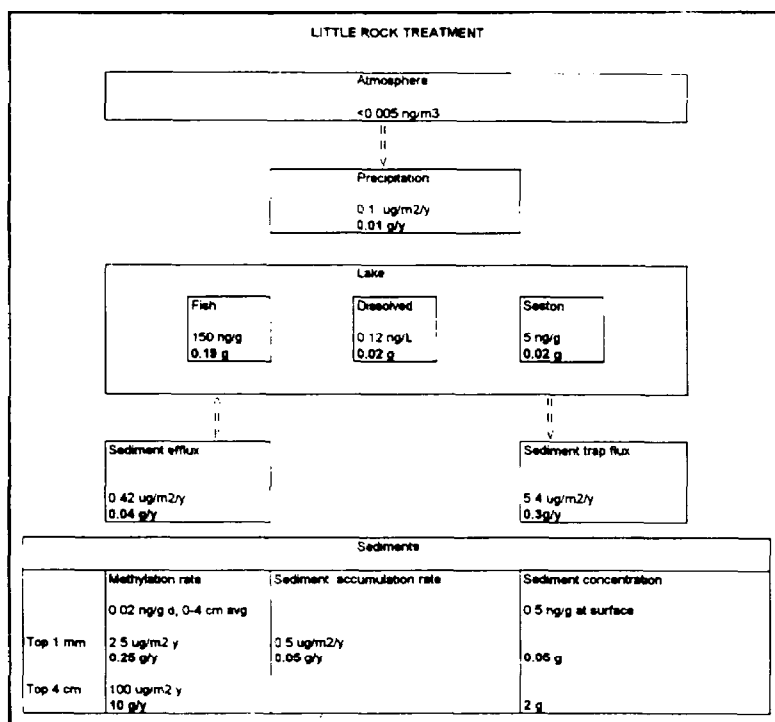 LITTLE ROCK TREATMENT
Atmosphere
<0 005 ng/m3
Precipitation
0 1 ug/m2/y
0.01 g/y
Lake
Fish
150 ng/g
0.19 g
Dissolved
0 12 ng/L
0.02 g
Seston
5 ng/g
0.02 g
Sediment efflux
0 42 ug/m2/y
0.04 g/y
Sediment trap flux
5 4 ug/m2/y
0.3g/y
Sediments
Methylation rate Sediment accumulation rate Sediment concentration
0 02 ng/g d, 0-4 cm avg 0 5 ng/g at surface
Top 1 mm 2 5 ug/m2 y 0 5 ug/m2/y
0.25 g/y 0.05 g/y 0.05 g
Top 4 cm 100 ug/m2 y
10 g/y 2 g